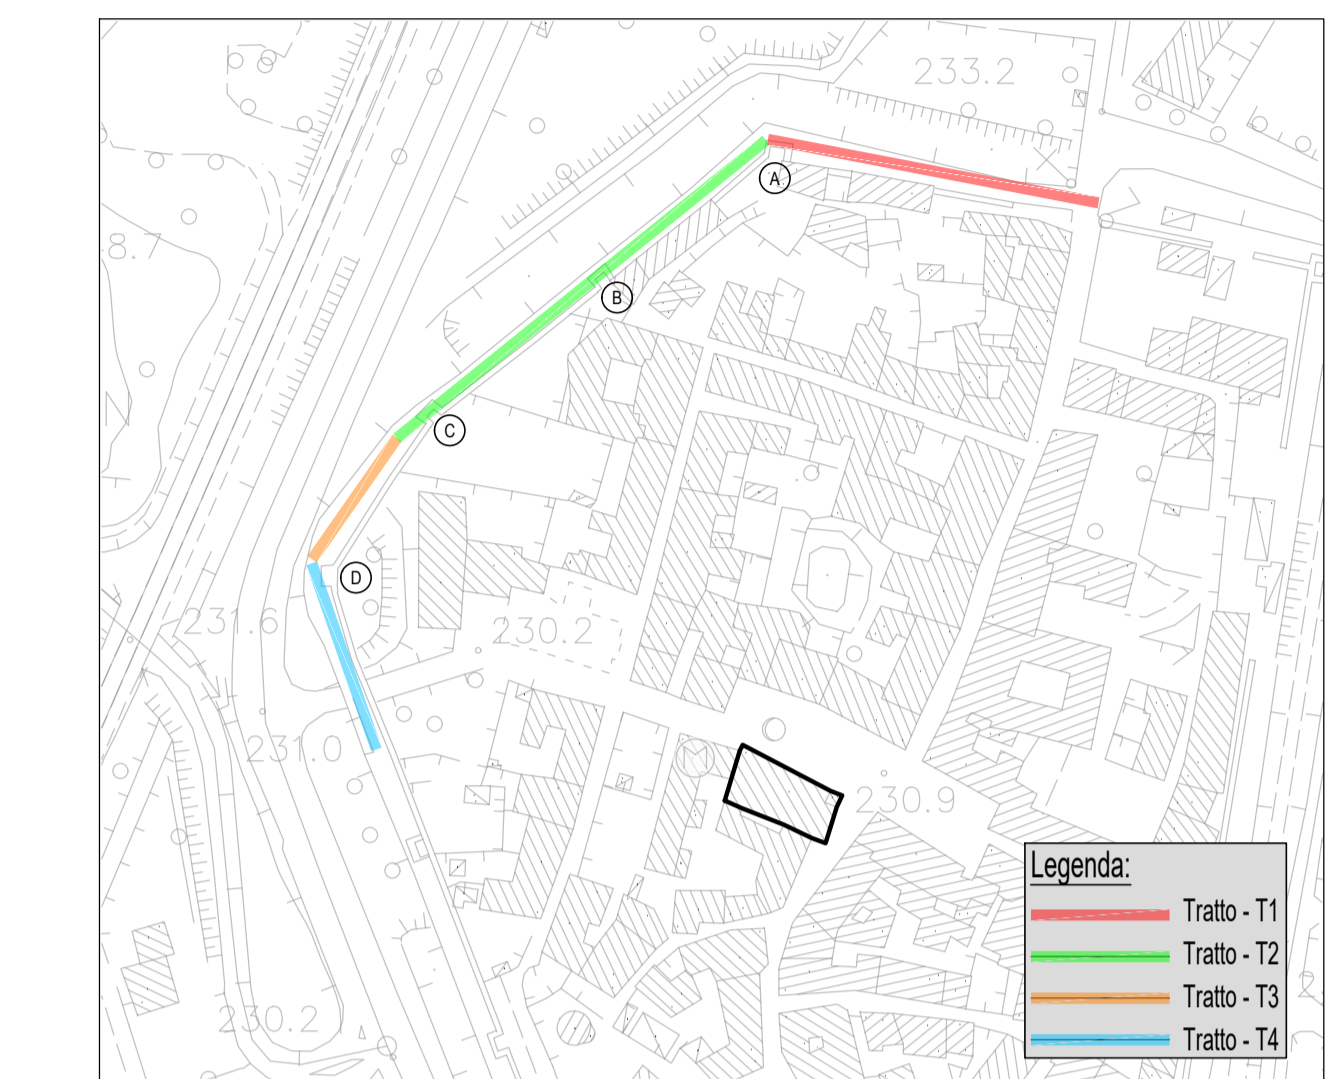 233.2
A
8.7
B
C
D
231.6
230.2
231.0
M
230.9
Legenda:
Tratto - T1
Tratto - T2
Tratto - T3
Tratto - T4
230.2
2